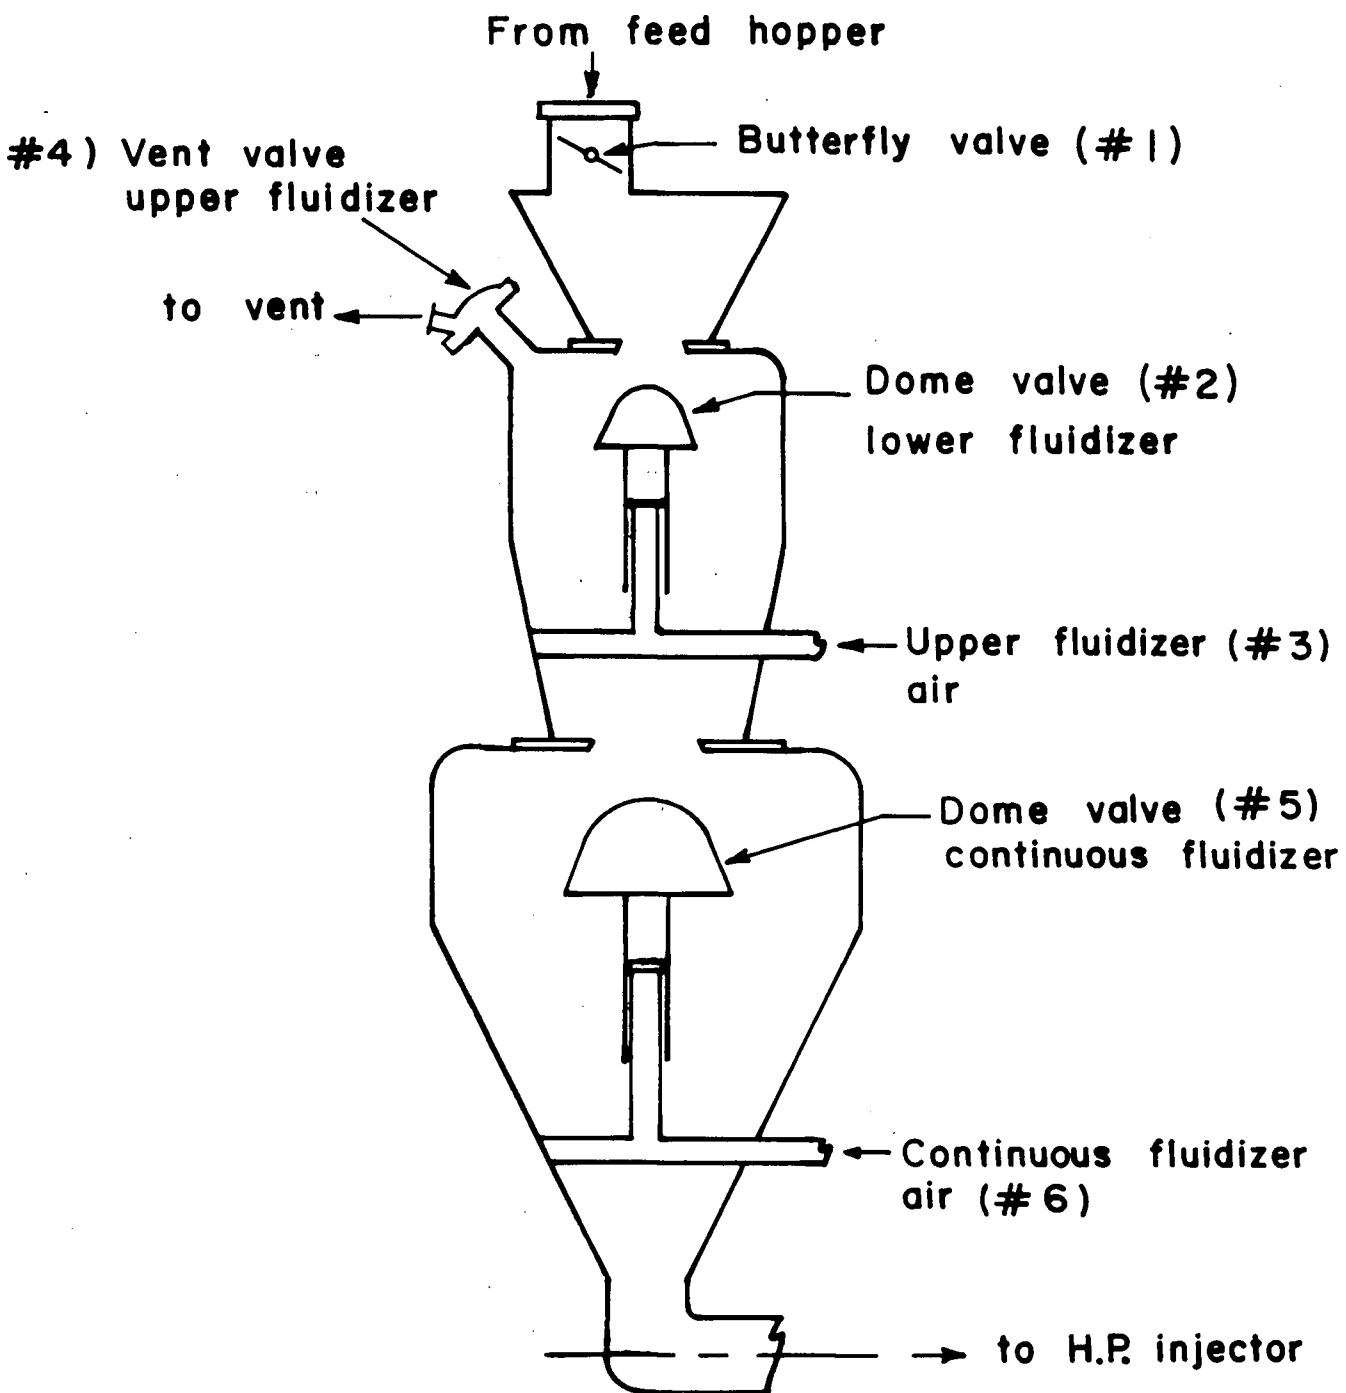 From feed hopper
Butterfly valve (#1)
#4) Vent valve
upper fluidizer
to vent
Dome valve (#2)
lower fluidizer
Upper fluidizer (#3)
air
Dome valve (#5)
continuous fluidizer
Continuous fluidizer
air (#6)
to H.P. injector